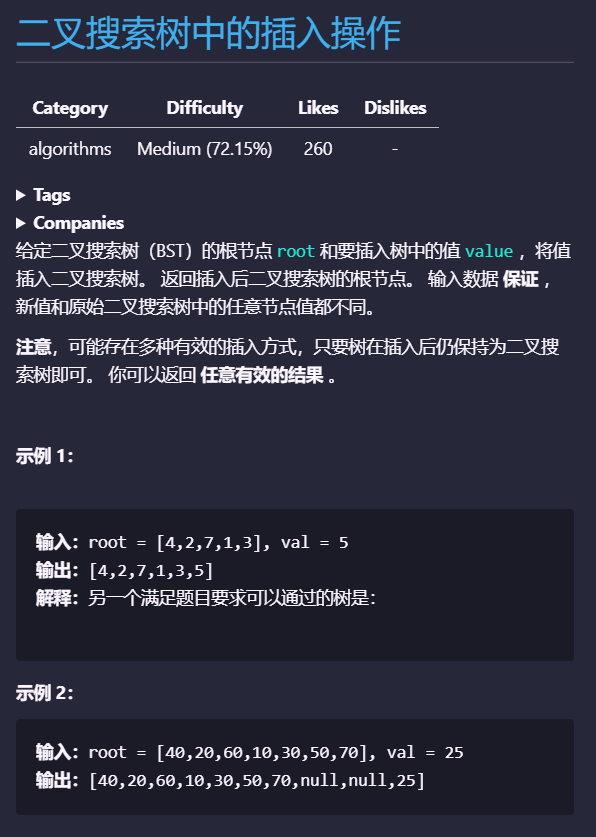 二叉搜索树中的插入操作
Category Difficulty Likes Dislikes
algorithms Medium (72.15%) 260 -
Tags
Companies
给定二叉搜索树（BST）的根节点 root 和要插入树中的值 value ，将值
插入二叉搜索树。 返回插入后二叉搜索树的根节点。 输入数据 保证 ，
新值和原始二叉搜索树中的任意节点值都不同。
注意，可能存在多种有效的插入方式，只要树在插入后仍保持为二叉搜
索树即可。 你可以返回 任意有效的结果 。
示例 1：
输入：root = [4,2,7,1,3], val = 5
输出：[4,2,7,1,3,5]
解释：另一个满足题目要求可以通过的树是：
示例 2：
输入：root = [40,20,60,10,30,50,70], val = 25
输出：[40,20,60,10,30,50,70,null,null,25]